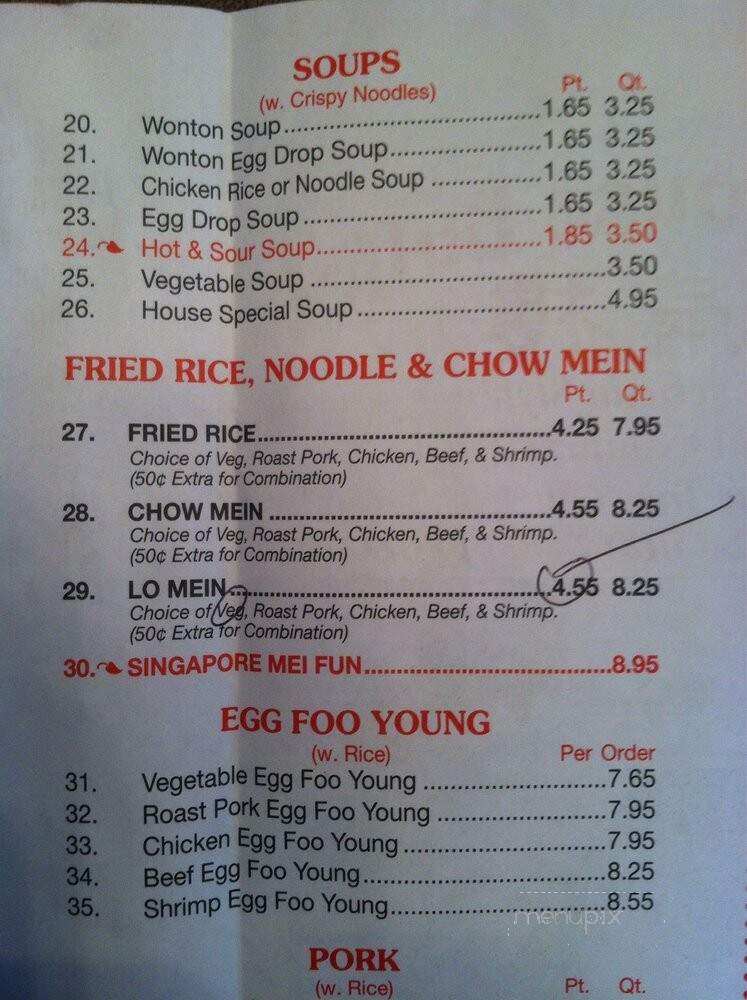 SOUPS
(w. Crispy Noodles) Pt. Qt.
20. Wonton Soup 1.65 3.25
21. Wonton Egg Drop Soup 1.65 3.25
22. Chicken Rice or Noodle Soup 1.65 3.25
23. Egg Drop Soup 1.65 3.25
24. Hot & Sour Soup 1.85 3.50
25. Vegetable Soup 3.50
26. House Special Soup 4.95
FRIED RICE, NOODLE & CHOW MEIN
Pt. Qt.
27. FRIED RICE 4.25 7.95
Choice of Veg, Roast Pork, Chicken, Beef, & Shrimp.
(50¢ Extra for Combination)
28. CHOW MEIN 4.55 8.25
Choice of Veg, Roast Pork, Chicken, Beef, & Shrimp.
(50¢ Extra for Combination)
29. LO MEIN 4.55 8.25
Choice of Veg, Roast Pork, Chicken, Beef, & Shrimp.
(50¢ Extra for Combination)
30. SINGAPORE MEI FUN 8.95
EGG FOO YOUNG
(w. Rice) Per Order
31. Vegetable Egg Foo Young 7.65
32. Roast Pork Egg Foo Young 7.95
33. Chicken Egg Foo Young 7.95
34. Beef Egg Foo Young 8.25
35. Shrimp Egg Foo Young 8.55
menupix
PORK
(w. Rice) Pt. Qt.